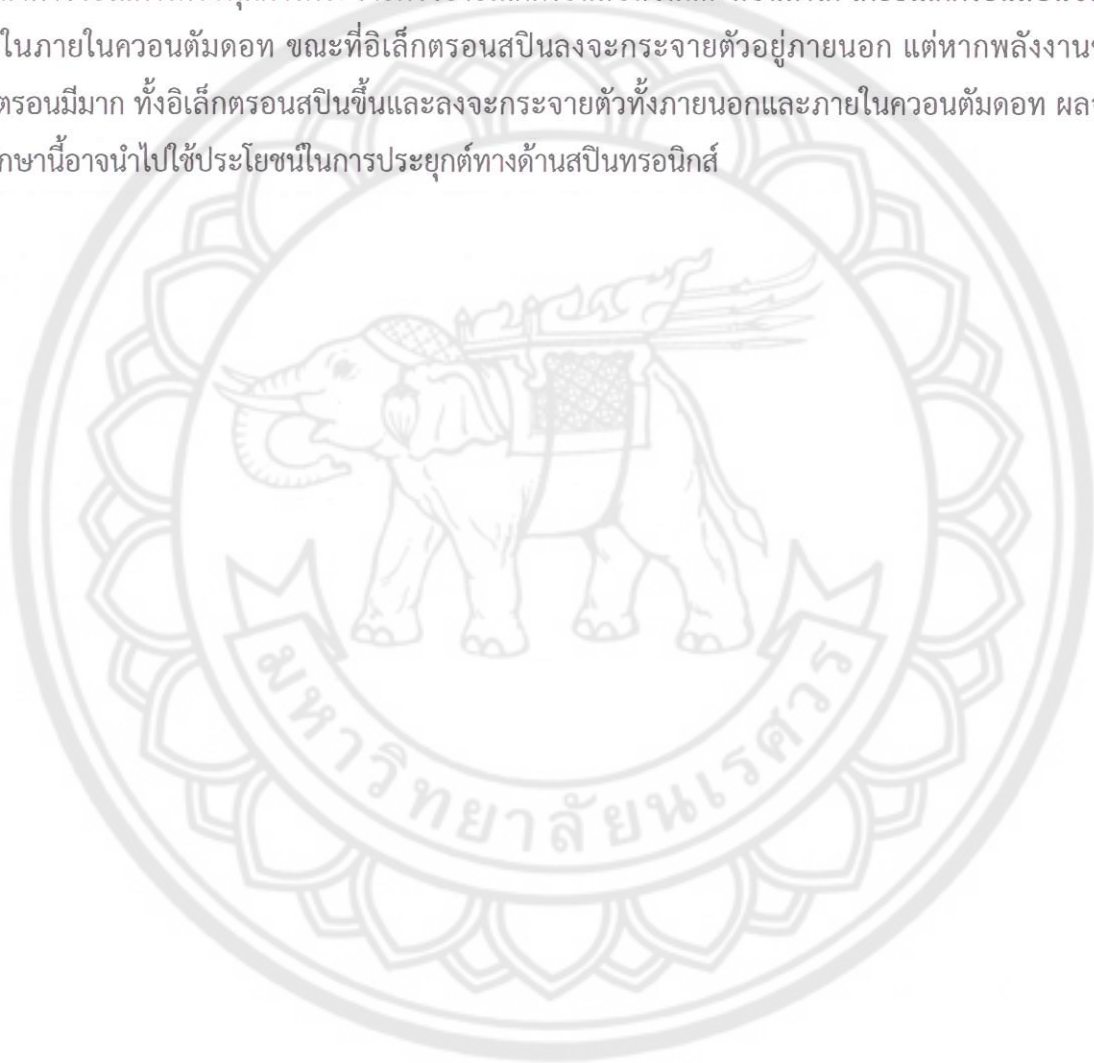 ในภายในควอนตัมดอท ขณะที่อิเล็กตรอนสปินลงจะกระจายตัวอยู่ภายนอก แต่หากพลังงาน
ตรอนมีมาก ทั้งอิเล็กตรอนสปินขึ้นและลงจะกระจายตัวทั้งภายนอกและภายในควอนตัมดอท ผล
กษานี้อาจนำไปใช้ประโยชน์ในการประยุกต์ทางด้านสปินทรอนิกส์
มหาวิทยาลัยนเรศวร